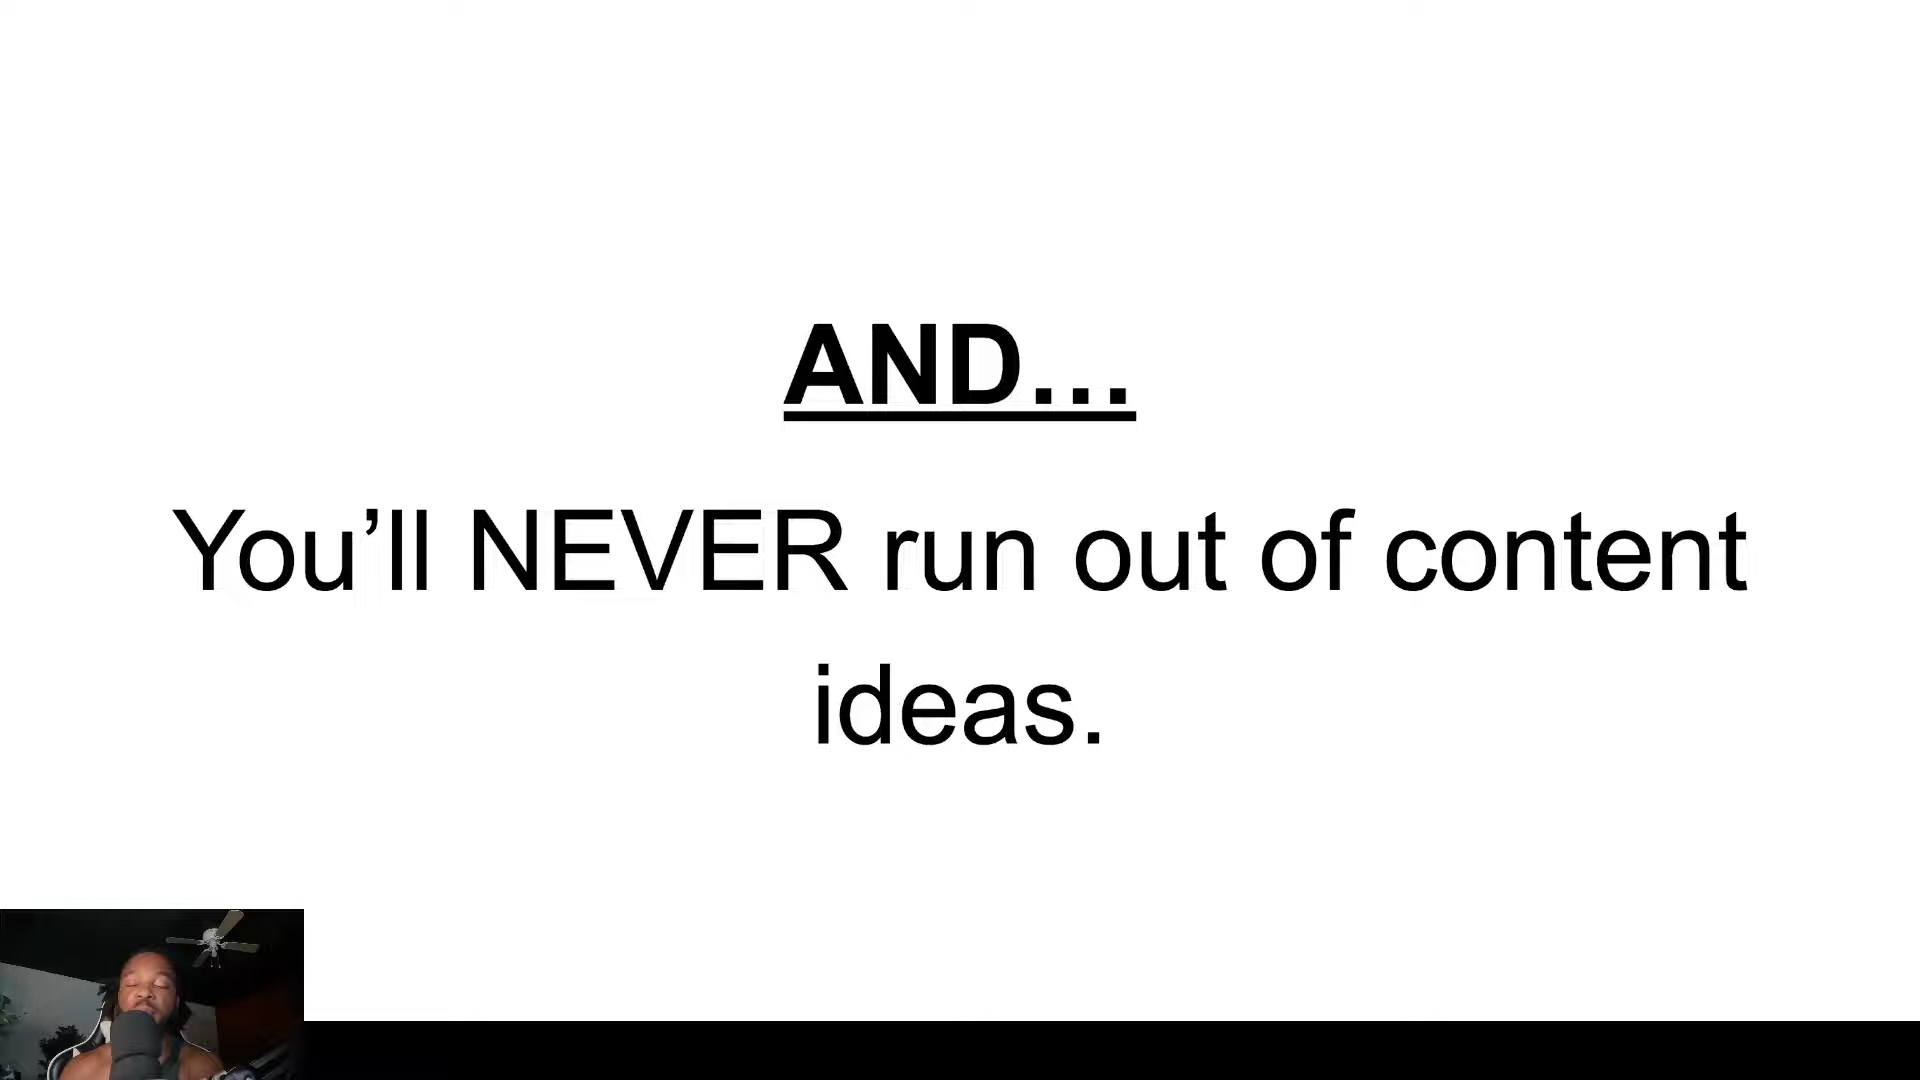 AND…
You’ll NEVER run out of content
ideas.